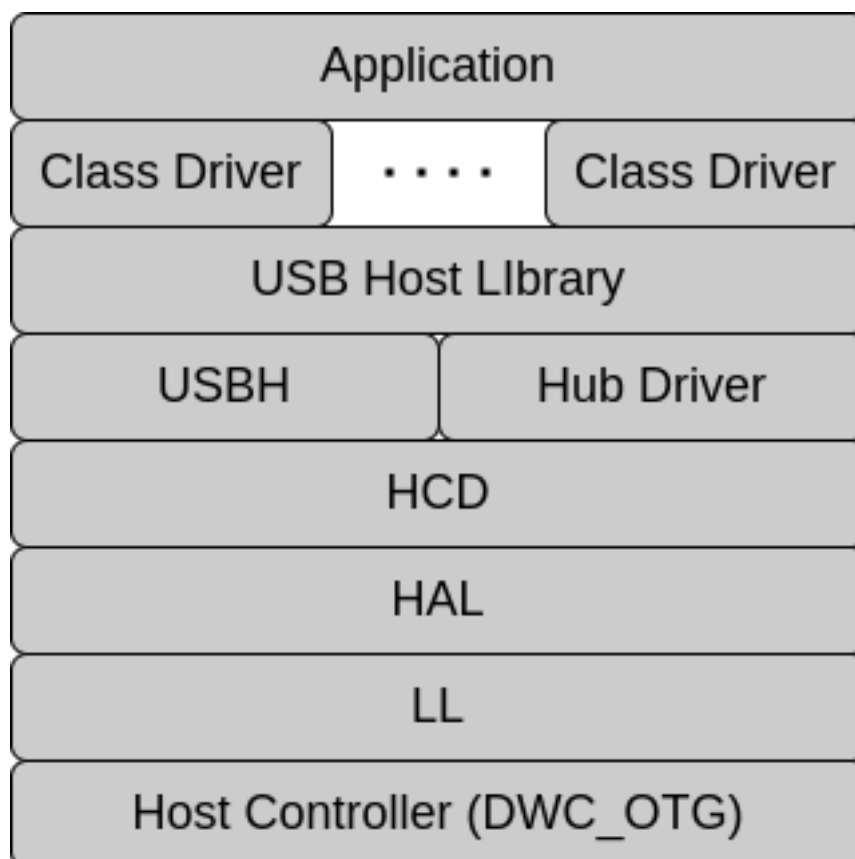 Application
Class Driver . . . . Class Driver
USB Host LIbrary
USBH Hub Driver
HCD
HAL
LL
Host Controller (DWC_OTG)